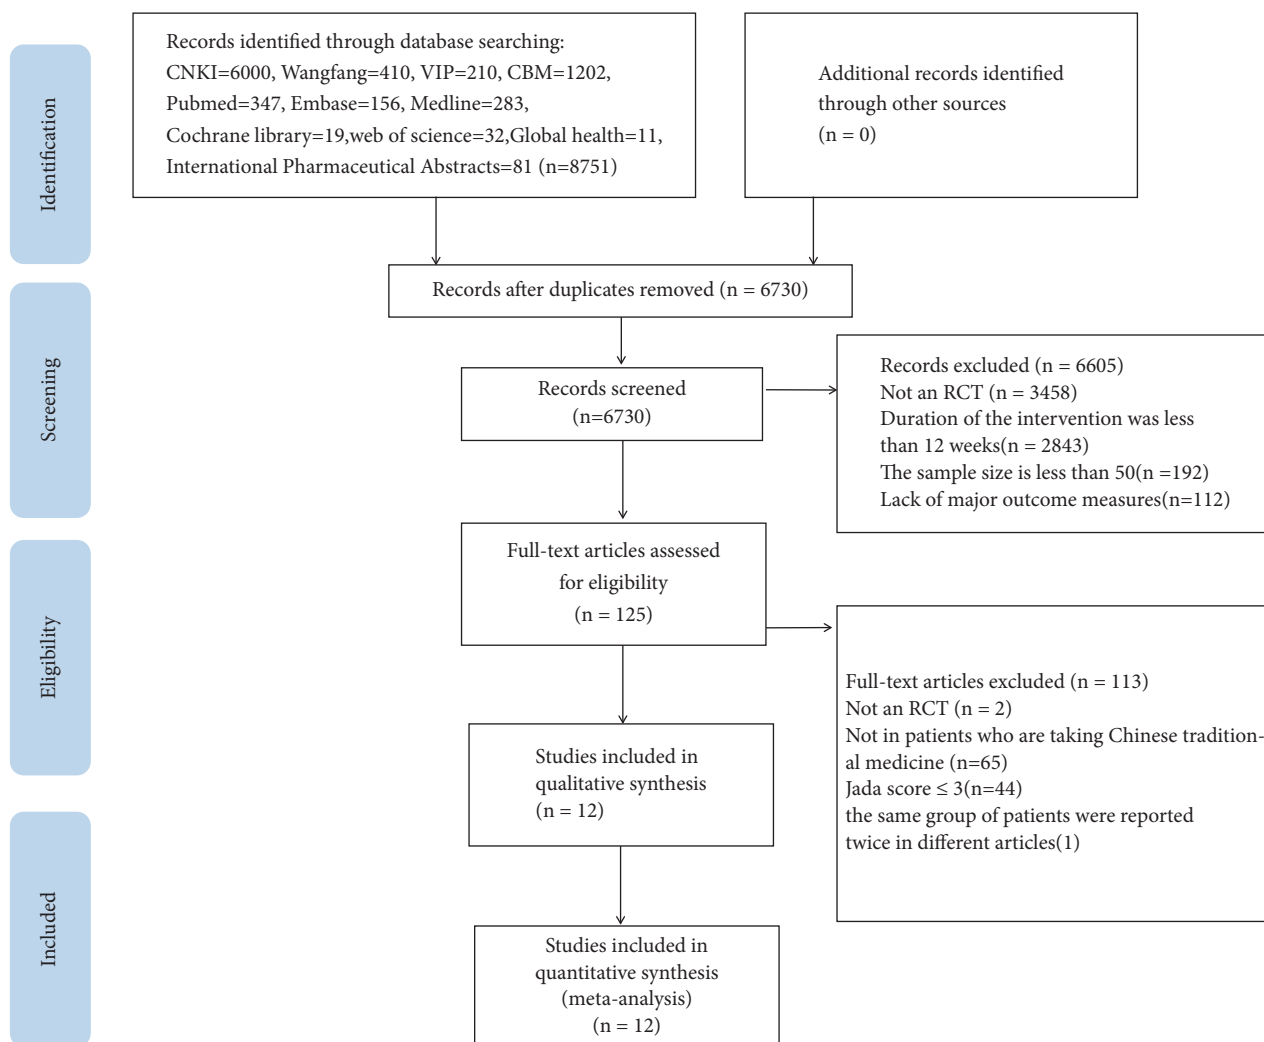 Identification
Records identified through database searching:
CNKI=6000, Wangfang=410, VIP=210, CBM=1202,
Pubmed=347, Embase=156, Medline=283,
Cochrane library=19,web of science=32,Global health=11,
International Pharmaceutical Abstracts=81 (n=8751)
Additional records identified
through other sources
(n = 0)
Records after duplicates removed (n = 6730)
Screening
Records screened
(n=6730)
Records excluded (n = 6605)
Not an RCT (n = 3458)
Duration of the intervention was less
than 12 weeks(n = 2843)
The sample size is less than 50(n =192)
Lack of major outcome measures(n=112)
Eligibility
Full-text articles assessed
for eligibility
(n = 125)
Full-text articles excluded (n = 113)
Not an RCT (n = 2)
Not in patients who are taking Chinese tradition-
al medicine (n=65)
Jada score ≤ 3(n=44)
the same group of patients were reported
twice in different articles(1)
Studies included in
qualitative synthesis
(n = 12)
Included
Studies included in
quantitative synthesis
(meta-analysis)
(n = 12)